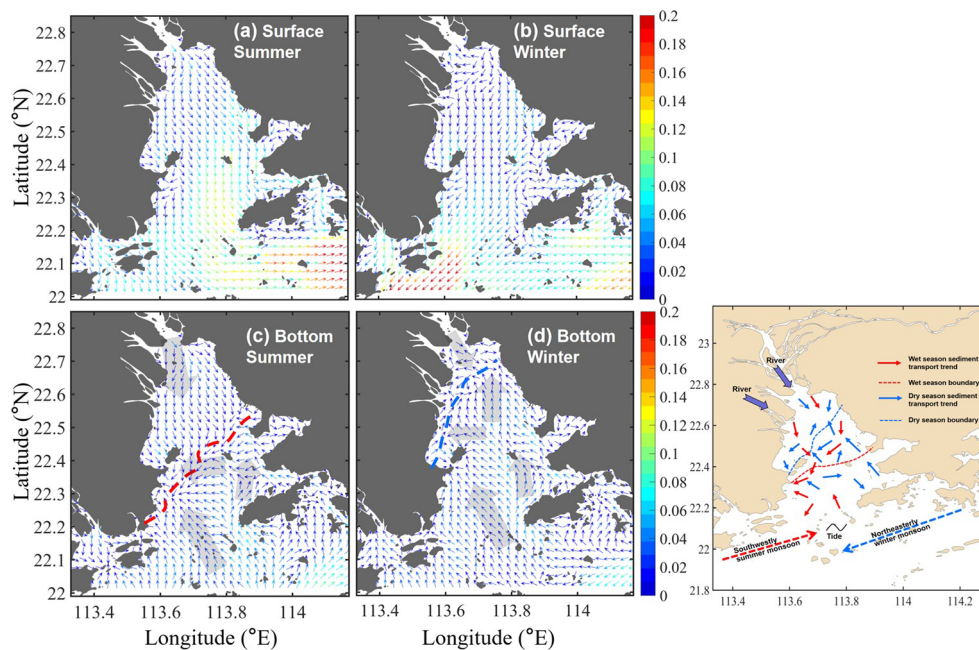 (a) Surface
Summer
(b) Surface
Winter
22.8
22.7
22.6
22.5
22.4
22.3
22.2
22.1
22
Latitude (°N)
0.2
0.18
0.16
0.14
0.12
0.1
0.08
0.06
0.04
0.02
0
(c) Bottom
Summer
(d) Bottom
Winter
22.8
22.7
22.6
22.5
22.4
22.3
22.2
22.1
22
Latitude (°N)
0.2
0.18
0.16
0.14
0.12
0.1
0.08
0.06
0.04
0.02
0
113.4 113.6 113.8 114
113.4 113.6 113.8 114
Longitude (°E)
Longitude (°E)
23
22.8
22.6
22.4
22.2
22
21.8
River
River
Wet season sediment
transport trend
Wet season boundary
Dry season sediment
transport trend
Dry season boundary
Tide
Southwestly
summer monsoon
Northeasterly
winter monsoon
113.4 113.6 113.8 114 114.2